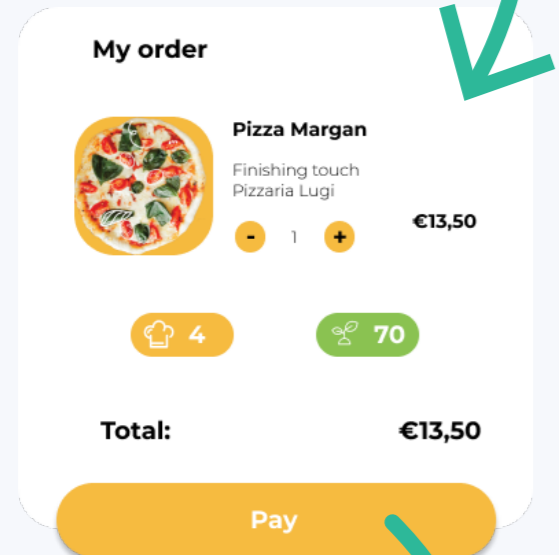 My order
Pizza Margan
Finishing touch
Pizzaria Lugi
- 1 +
€13,50
4
70
Total: €13,50
Pay